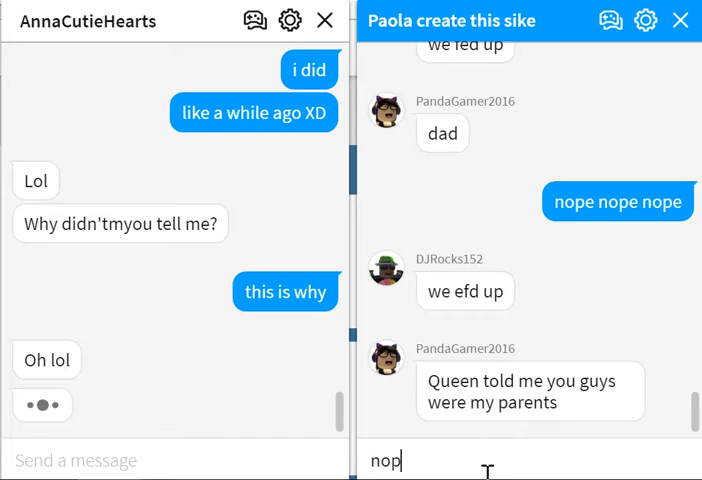 AnnaCutieHearts
i did
like a while ago XD
Lol
Why didn'tmyou tell me?
this is why
Oh lol
Send a message
Paola create this sike
we fed up
PandaGamer2016
dad
nope nope nope
DJRocks152
we efd up
PandaGamer2016
Queen told me you guys
were my parents
nop